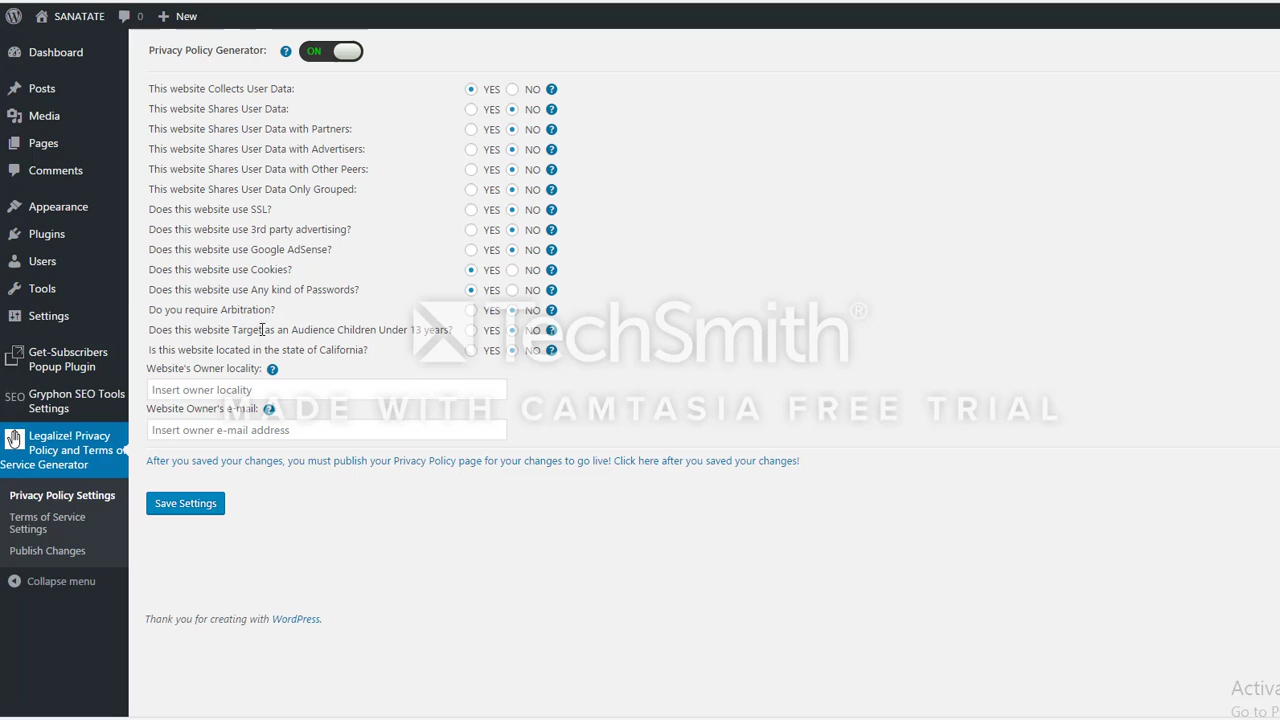 SANATATE 0 New
Privacy Policy Generator: ? ON
Dashboard
Posts
Media
Pages
Comments
Appearance
Plugins
Users
Tools
Settings
Get-Subscribers
Popup Plugin
SEO Gryphon SEO Tools
Settings
Legalize! Privacy
Policy and Terms of
Service Generator
Privacy Policy Settings
Terms of Service
Settings
Publish Changes
Collapse menu
This website Collects User Data: YES NO ?
This website Shares User Data: YES NO ?
This website Shares User Data with Partners: YES NO ?
This website Shares User Data with Advertisers: YES NO ?
This website Shares User Data with Other Peers: YES NO ?
This website Shares User Data Only Grouped: YES NO ?
Does this website use SSL? YES NO ?
Does this website use 3rd party advertising? YES NO ?
Does this website use Google AdSense? YES NO ?
Does this website use Cookies? YES NO ?
Does this website use Any kind of Passwords? YES NO ?
Do you require Arbitration? YES NO ?
Does this website Target as an Audience Children Under 13 years? YES NO ?
Is this website located in the state of California? YES NO ?
Website's Owner locality: ?
Insert owner locality
Website Owner's e-mail: ?
Insert owner e-mail address
TechSmith®
MADE WITH CAMTASIA FREE TRIAL
After you saved your changes, you must publish your Privacy Policy page for your changes to go live! Click here after you saved your changes!
Save Settings
Thank you for creating with WordPress.
Activa
Go to P